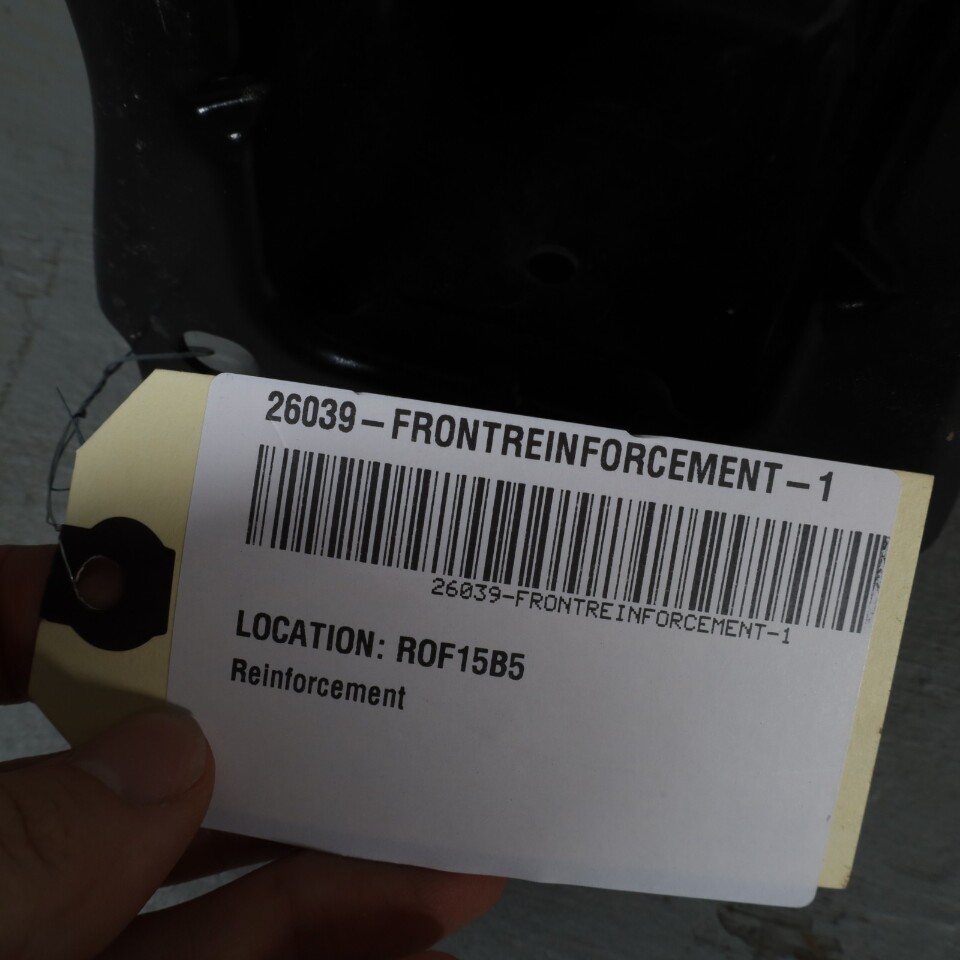 26039-FRONTREINFORCEMENT-1
26039-FRONTREINFORCEMENT-1
LOCATION: ROF15B5
Reinforcement